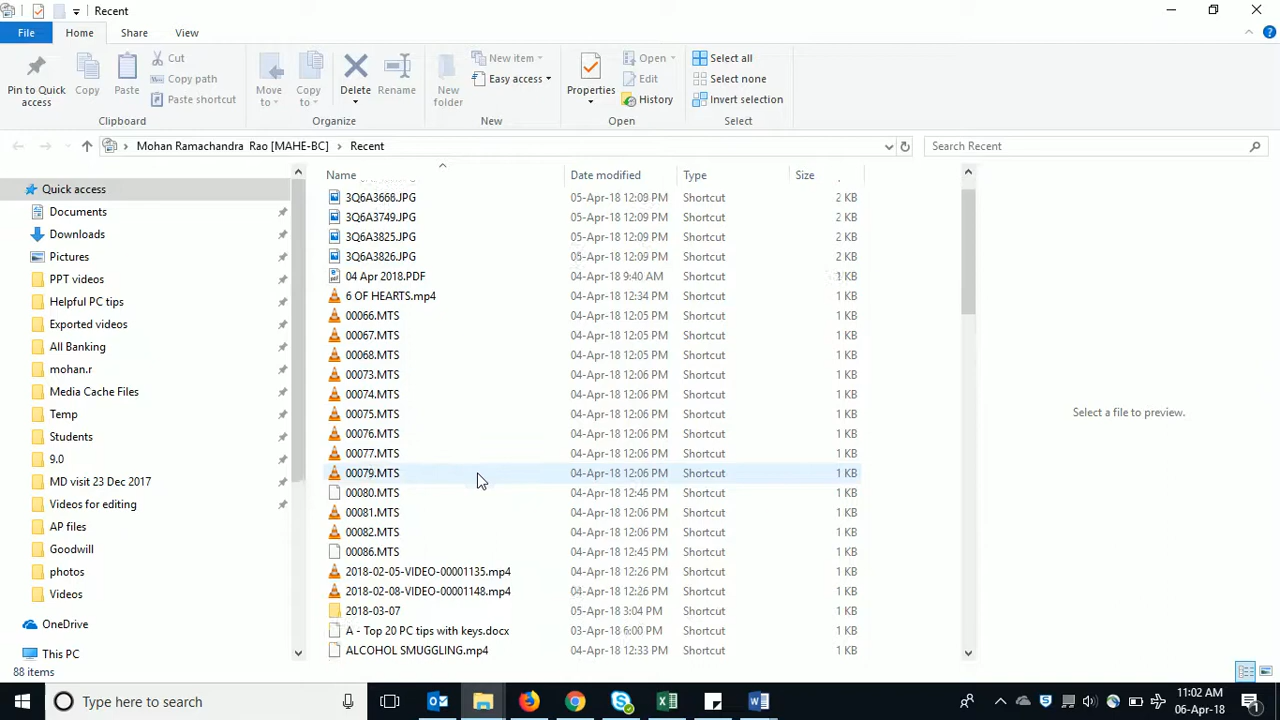 Recent
File Home Share View
Pin to Quick access
Copy
Paste
Cut
Copy path
Paste shortcut
Clipboard
Move to
Copy to
Delete
Rename
Organize
New folder
New item
Easy access
New
Properties
Open
Edit
History
Open
Select all
Select none
Invert selection
Select
Mohan Ramachandra Rao [MAHE-BC] Recent
Search Recent
Quick access
Documents
Downloads
Pictures
PPT videos
Helpful PC tips
Exported videos
All Banking
mohan.r
Media Cache Files
Temp
Students
9.0
MD visit 23 Dec 2017
Videos for editing
AP files
Goodwill
photos
Videos
OneDrive
This PC
Name Date modified Type Size
3Q6A3668.JPG 05-Apr-18 12:09 PM Shortcut 2 KB
3Q6A3749.JPG 05-Apr-18 12:09 PM Shortcut 2 KB
3Q6A3825.JPG 05-Apr-18 12:09 PM Shortcut 2 KB
3Q6A3826.JPG 05-Apr-18 12:09 PM Shortcut 2 KB
04 Apr 2018.PDF 04-Apr-18 9:40 AM Shortcut 1 KB
6 OF HEARTS.mp4 04-Apr-18 12:34 PM Shortcut 1 KB
00066.MTS 04-Apr-18 12:05 PM Shortcut 1 KB
00067.MTS 04-Apr-18 12:05 PM Shortcut 1 KB
00068.MTS 04-Apr-18 12:05 PM Shortcut 1 KB
00073.MTS 04-Apr-18 12:06 PM Shortcut 1 KB
00074.MTS 04-Apr-18 12:06 PM Shortcut 1 KB
00075.MTS 04-Apr-18 12:06 PM Shortcut 1 KB
00076.MTS 04-Apr-18 12:06 PM Shortcut 1 KB
00077.MTS 04-Apr-18 12:06 PM Shortcut 1 KB
00079.MTS 04-Apr-18 12:06 PM Shortcut 1 KB
00080.MTS 04-Apr-18 12:45 PM Shortcut 1 KB
00081.MTS 04-Apr-18 12:06 PM Shortcut 1 KB
00082.MTS 04-Apr-18 12:06 PM Shortcut 1 KB
00086.MTS 04-Apr-18 12:45 PM Shortcut 1 KB
2018-02-05-VIDEO-00001135.mp4 04-Apr-18 12:26 PM Shortcut 1 KB
2018-02-08-VIDEO-00001148.mp4 04-Apr-18 12:26 PM Shortcut 1 KB
2018-03-07 05-Apr-18 3:04 PM Shortcut 1 KB
A - Top 20 PC tips with keys.docx 03-Apr-18 6:00 PM Shortcut 1 KB
ALCOHOL SMUGGLING.mp4 04-Apr-18 12:33 PM Shortcut 1 KB
Select a file to preview.
88 items
Type here to search
11:02 AM
06-Apr-18